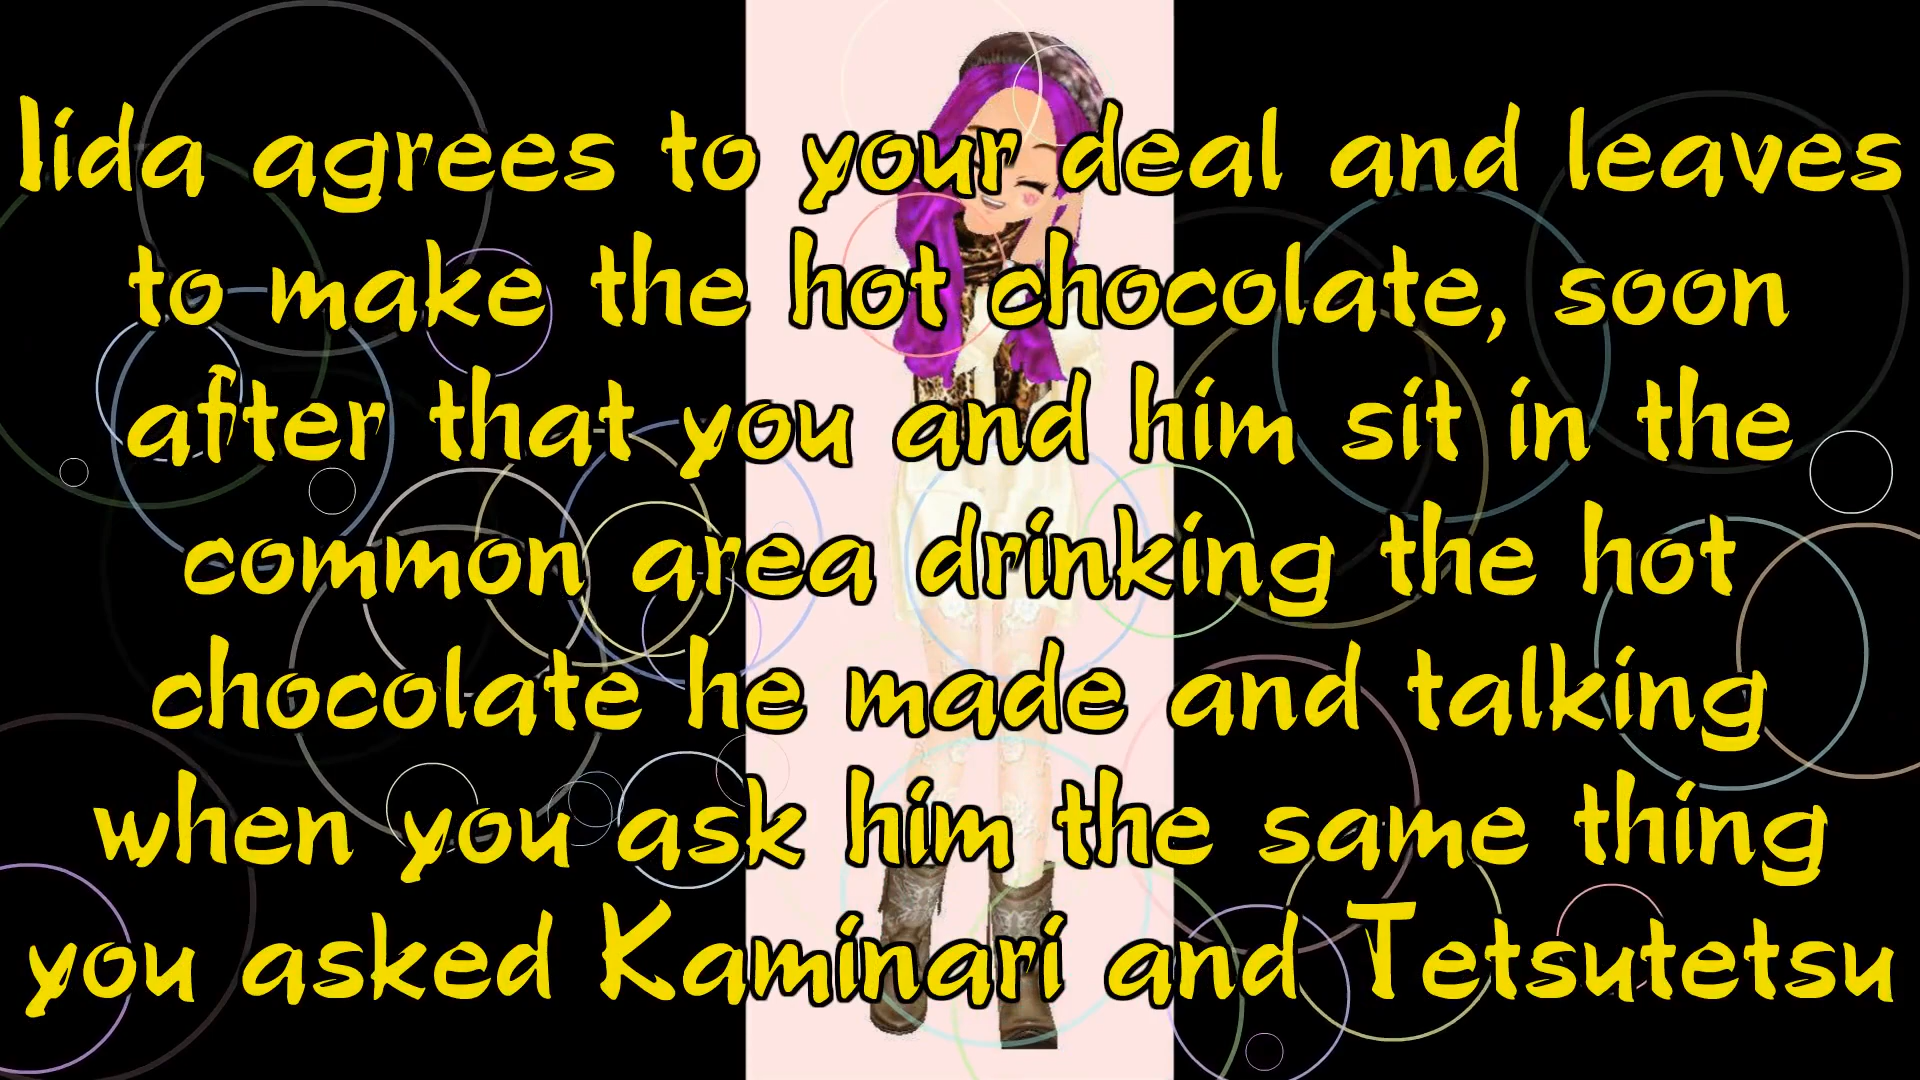 Iida agrees to your deal and leaves
to make the hot chocolate, soon
after that you and him sit in the
common area drinking the hot
chocolate he made and talking
when you ask him the same thing
you asked Kaminari and Tetsutetsu